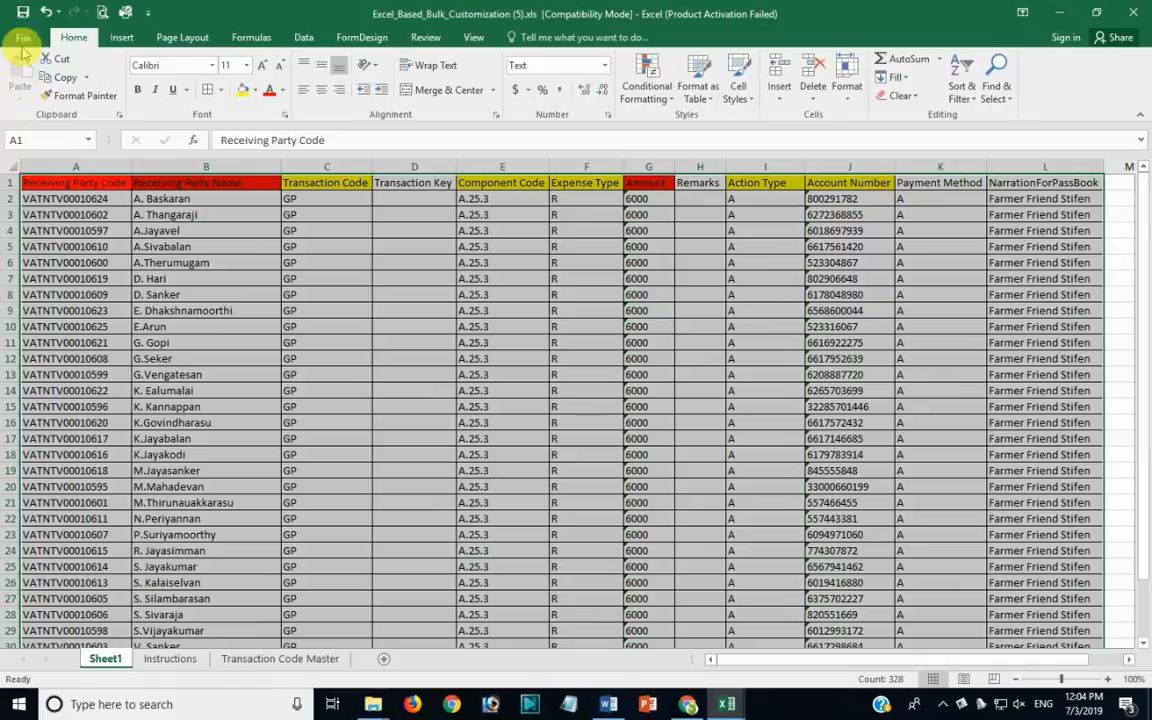 Excel_Based_Bulk_Customization (5).xls [Compatibility Mode] - Excel (Product Activation Failed)
File Home Insert Page Layout Formulas Data FormDesign Review View Tell me what you want to do... Sign in Share
Paste Cut Copy Format Painter Clipboard
Calibri 11 B I U A Font
Wrap Text Merge & Center Alignment
Text $ % , Number
Conditional Formatting Format as Table Cell Styles Styles
Insert Delete Format Cells
AutoSum Fill Clear Sort & Filter Find & Select Editing
A1 fx Receiving Party Code
A B C D E F G H I J K L M
1 Receiving Party Code Receiving Party Name Transaction Code Transaction Key Component Code Expense Type Amount Remarks Action Type Account Number Payment Method NarrationForPassBook
2 VATNTV00010624 A. Baskaran GP A.25.3 R 6000 A 800291782 A Farmer Friend Stifen
3 VATNTV00010602 A. Thangaraji GP A.25.3 R 6000 A 6272368855 A Farmer Friend Stifen
4 VATNTV00010597 A.Jayavel GP A.25.3 R 6000 A 6018697939 A Farmer Friend Stifen
5 VATNTV00010610 A.Sivabalan GP A.25.3 R 6000 A 6617561420 A Farmer Friend Stifen
6 VATNTV00010600 A.Therumugam GP A.25.3 R 6000 A 523304867 A Farmer Friend Stifen
7 VATNTV00010619 D. Hari GP A.25.3 R 6000 A 802906648 A Farmer Friend Stifen
8 VATNTV00010609 D. Sanker GP A.25.3 R 6000 A 6178048980 A Farmer Friend Stifen
9 VATNTV00010623 E. Dhakshnamoorthi GP A.25.3 R 6000 A 6568600044 A Farmer Friend Stifen
10 VATNTV00010625 E.Arun GP A.25.3 R 6000 A 523316067 A Farmer Friend Stifen
11 VATNTV00010621 G. Gopi GP A.25.3 R 6000 A 6616922275 A Farmer Friend Stifen
12 VATNTV00010608 G.Seker GP A.25.3 R 6000 A 6617952639 A Farmer Friend Stifen
13 VATNTV00010599 G.Vengatesan GP A.25.3 R 6000 A 6208887720 A Farmer Friend Stifen
14 VATNTV00010622 K. Ealumalai GP A.25.3 R 6000 A 6265703699 A Farmer Friend Stifen
15 VATNTV00010596 K. Kannappan GP A.25.3 R 6000 A 32285701446 A Farmer Friend Stifen
16 VATNTV00010620 K.Govindharasu GP A.25.3 R 6000 A 6617572432 A Farmer Friend Stifen
17 VATNTV00010617 K.Jayabalan GP A.25.3 R 6000 A 6617146685 A Farmer Friend Stifen
18 VATNTV00010616 K.Jayakodi GP A.25.3 R 6000 A 6179783914 A Farmer Friend Stifen
19 VATNTV00010618 M.Jayasanker GP A.25.3 R 6000 A 845555848 A Farmer Friend Stifen
20 VATNTV00010595 M.Mahadevan GP A.25.3 R 6000 A 33000660199 A Farmer Friend Stifen
21 VATNTV00010601 M.Thirunauakkarasu GP A.25.3 R 6000 A 557466455 A Farmer Friend Stifen
22 VATNTV00010611 N.Periyannan GP A.25.3 R 6000 A 557443381 A Farmer Friend Stifen
23 VATNTV00010607 P.Suriyamoorthy GP A.25.3 R 6000 A 6094971060 A Farmer Friend Stifen
24 VATNTV00010615 R. Jayasimman GP A.25.3 R 6000 A 774307872 A Farmer Friend Stifen
25 VATNTV00010614 S. Jayakumar GP A.25.3 R 6000 A 6567941462 A Farmer Friend Stifen
26 VATNTV00010613 S. Kalaiselvan GP A.25.3 R 6000 A 6019416880 A Farmer Friend Stifen
27 VATNTV00010605 S. Silambarasan GP A.25.3 R 6000 A 6375702227 A Farmer Friend Stifen
28 VATNTV00010606 S. Sivaraja GP A.25.3 R 6000 A 820551669 A Farmer Friend Stifen
29 VATNTV00010598 S.Vijayakumar GP A.25.3 R 6000 A 6012993172 A Farmer Friend Stifen
30 VATNTV00010603 V. Sanker GP A.25.3 R 6000 A 6617298684 A Farmer Friend Stifen
Sheet1 Instructions Transaction Code Master
Ready Count: 328 100%
Type here to search ENG 12:04 PM
7/3/2019 3